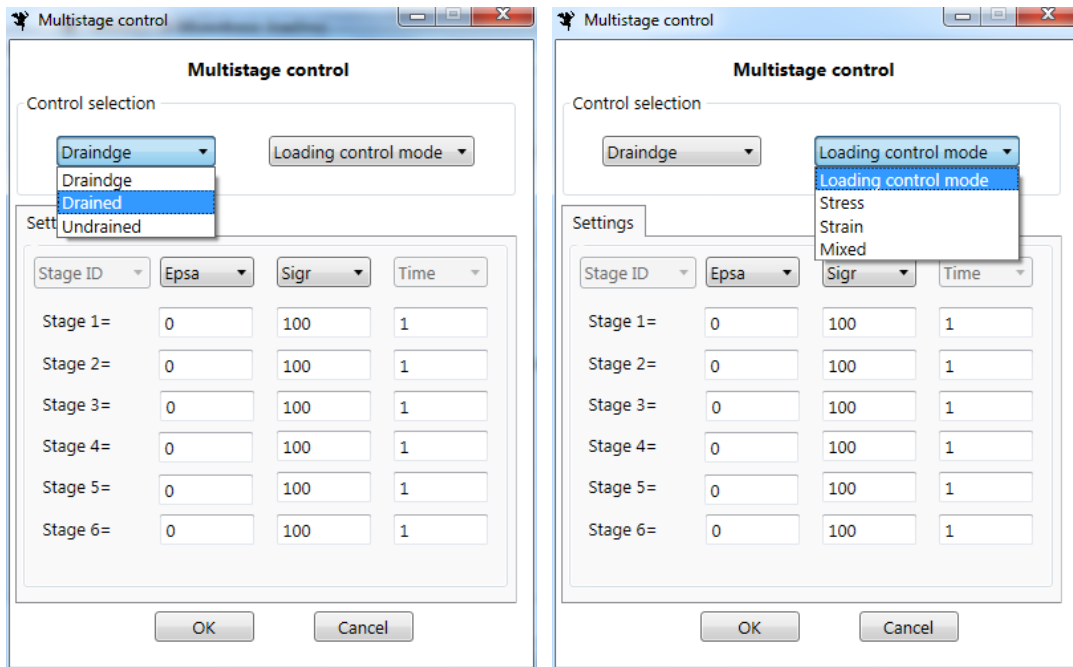 Multistage control
Multistage control
Control selection
Draindge Loading control mode
Draindge
Drained
Undrained
Sett
Stage ID Epsa Sigr Time
Stage 1= 0 100 1
Stage 2= 0 100 1
Stage 3= 0 100 1
Stage 4= 0 100 1
Stage 5= 0 100 1
Stage 6= 0 100 1
OK Cancel
Multistage control
Multistage control
Control selection
Draindge Loading control mode
Loading control mode
Stress
Strain
Mixed
Settings
Stage ID Epsa Sigr Time
Stage 1= 0 100 1
Stage 2= 0 100 1
Stage 3= 0 100 1
Stage 4= 0 100 1
Stage 5= 0 100 1
Stage 6= 0 100 1
OK Cancel